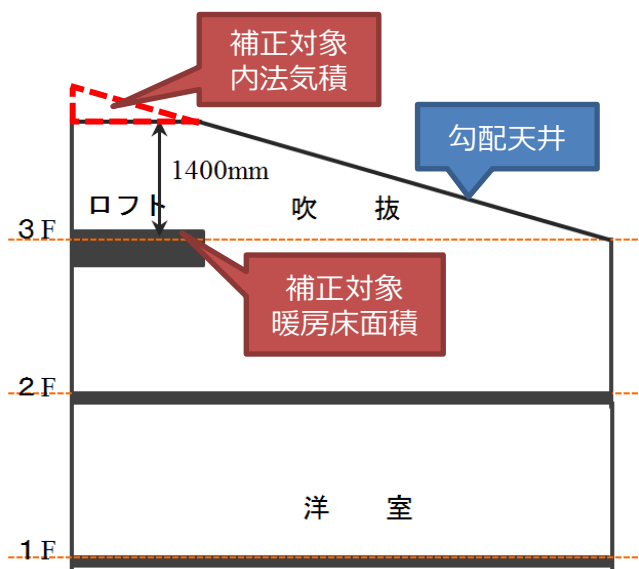 補正対象
内法気積
勾配天井
1400mm
ロフト
吹 抜
3F
補正対象
暖房床面積
2F
洋 室
1F